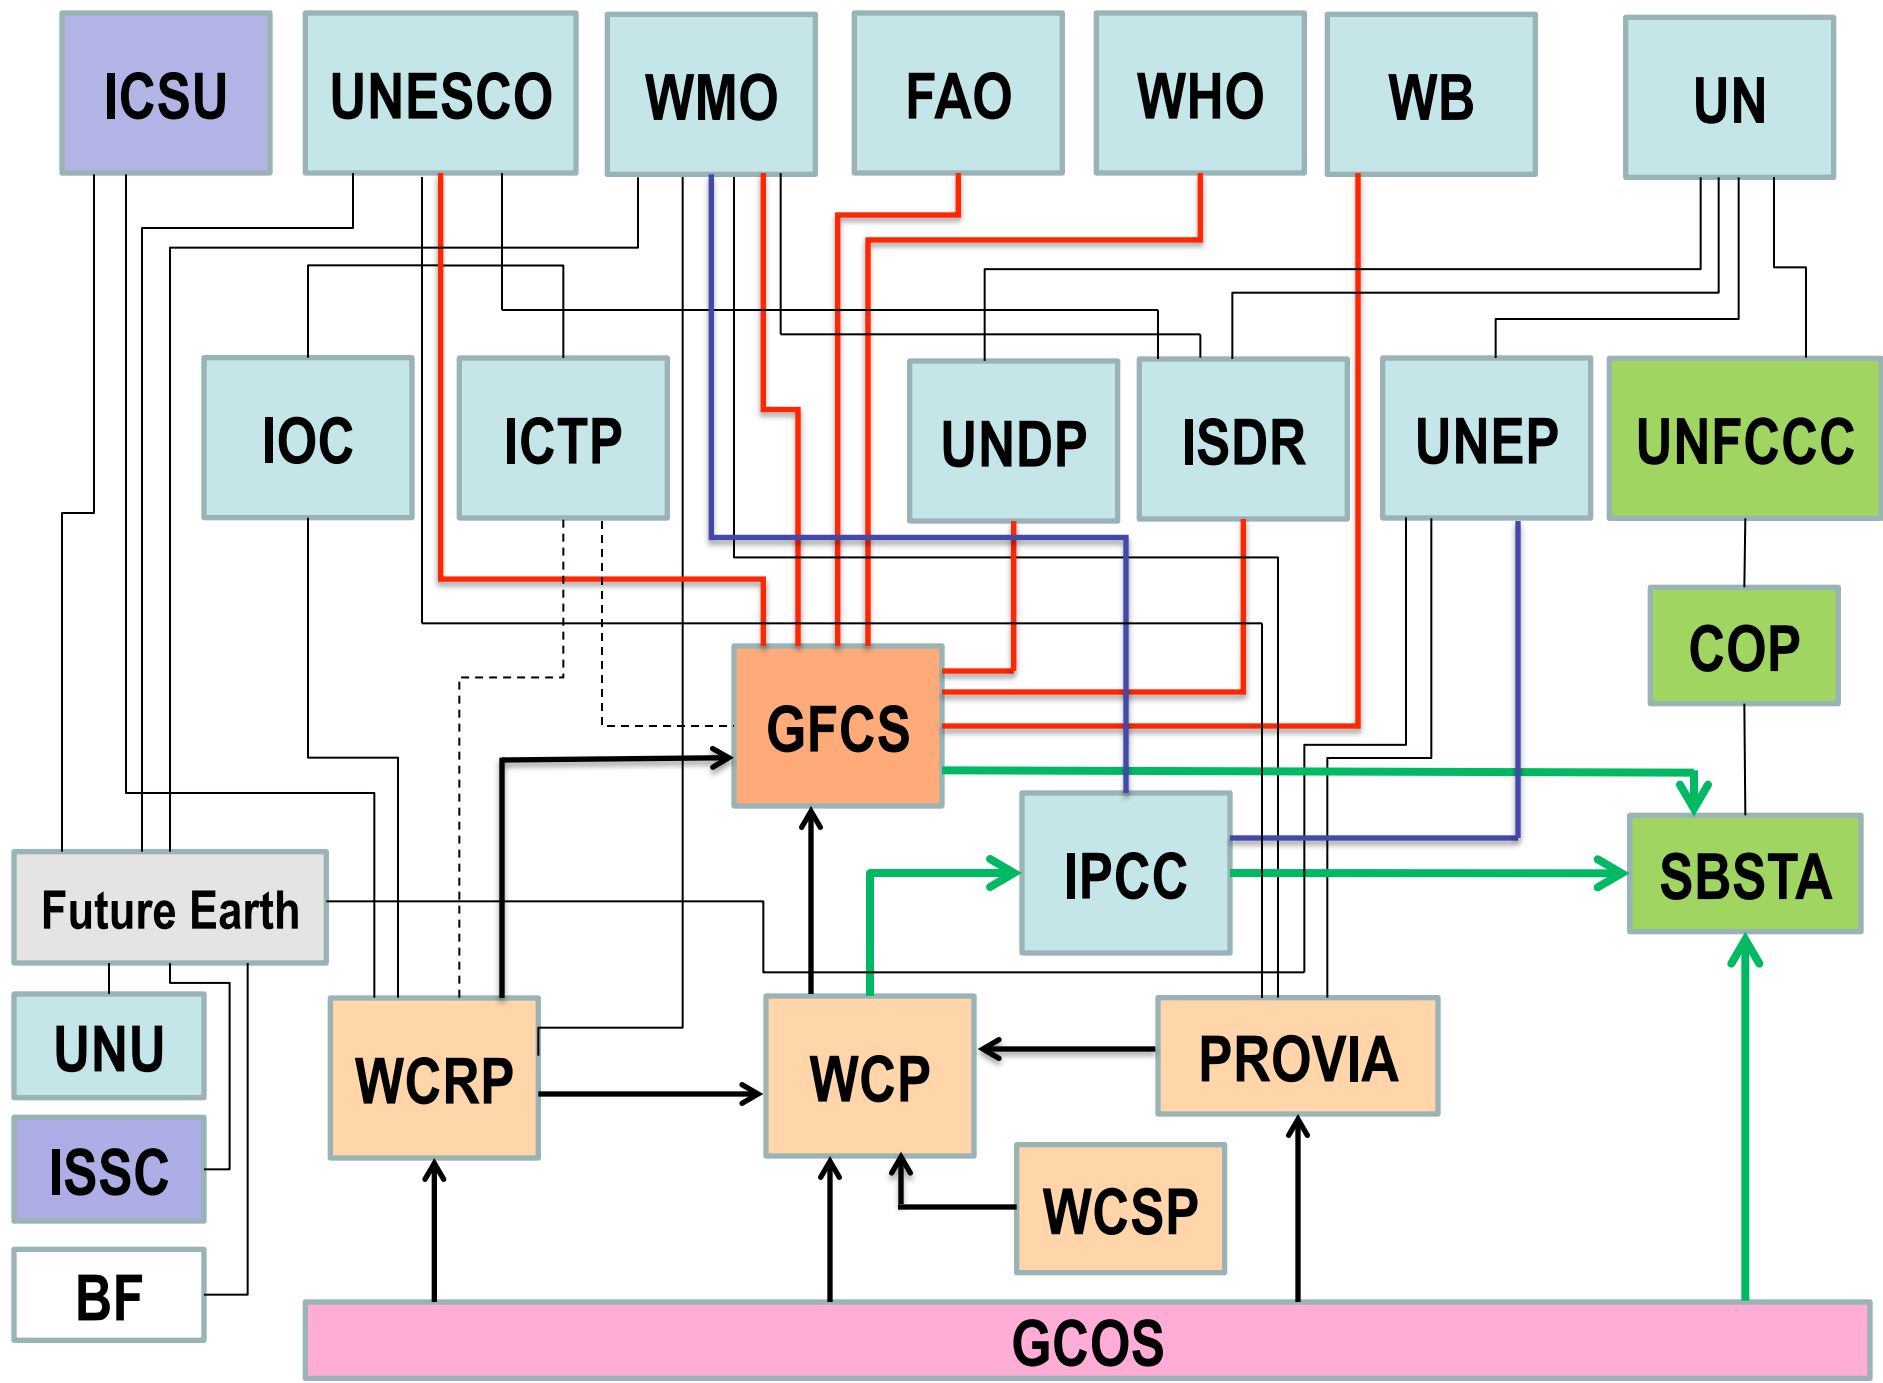 ICSU
UNESCO
WMO
FAO
WHO
WB
UN
IOC
ICTP
UNDP
ISDR
UNEP
UNFCCC
COP
GFCS
IPCC
SBSTA
Future Earth
UNU
WCRP
WCP
PROVIA
ISSC
WCSP
BF
GCOS